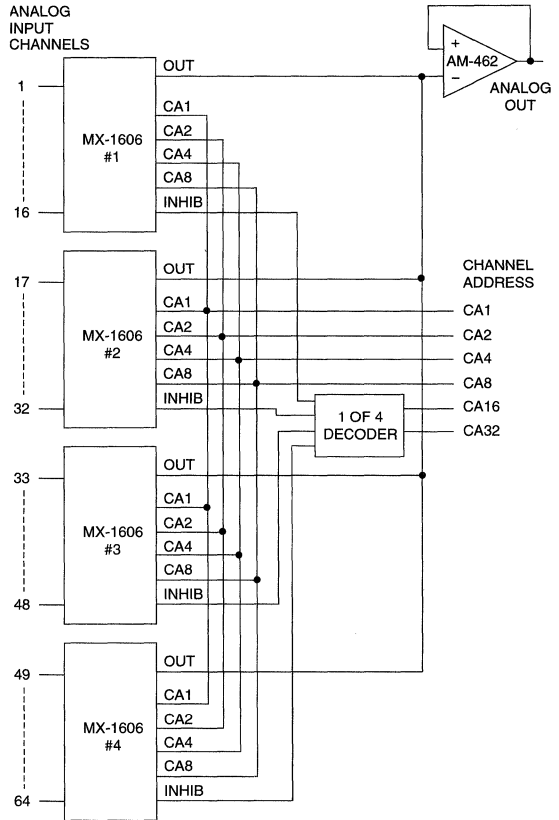 ANALOG
INPUT
CHANNELS
1
16
MX-1606
#1
OUT
CA1
CA2
CA4
CA8
INHIB
+
AM-462
−
ANALOG
OUT
17
32
MX-1606
#2
OUT
CA1
CA2
CA4
CA8
INHIB
CHANNEL
ADDRESS
CA1
CA2
CA4
CA8
CA16
CA32
1 OF 4
DECODER
33
48
MX-1606
#3
OUT
CA1
CA2
CA4
CA8
INHIB
49
64
MX-1606
#4
OUT
CA1
CA2
CA4
CA8
INHIB